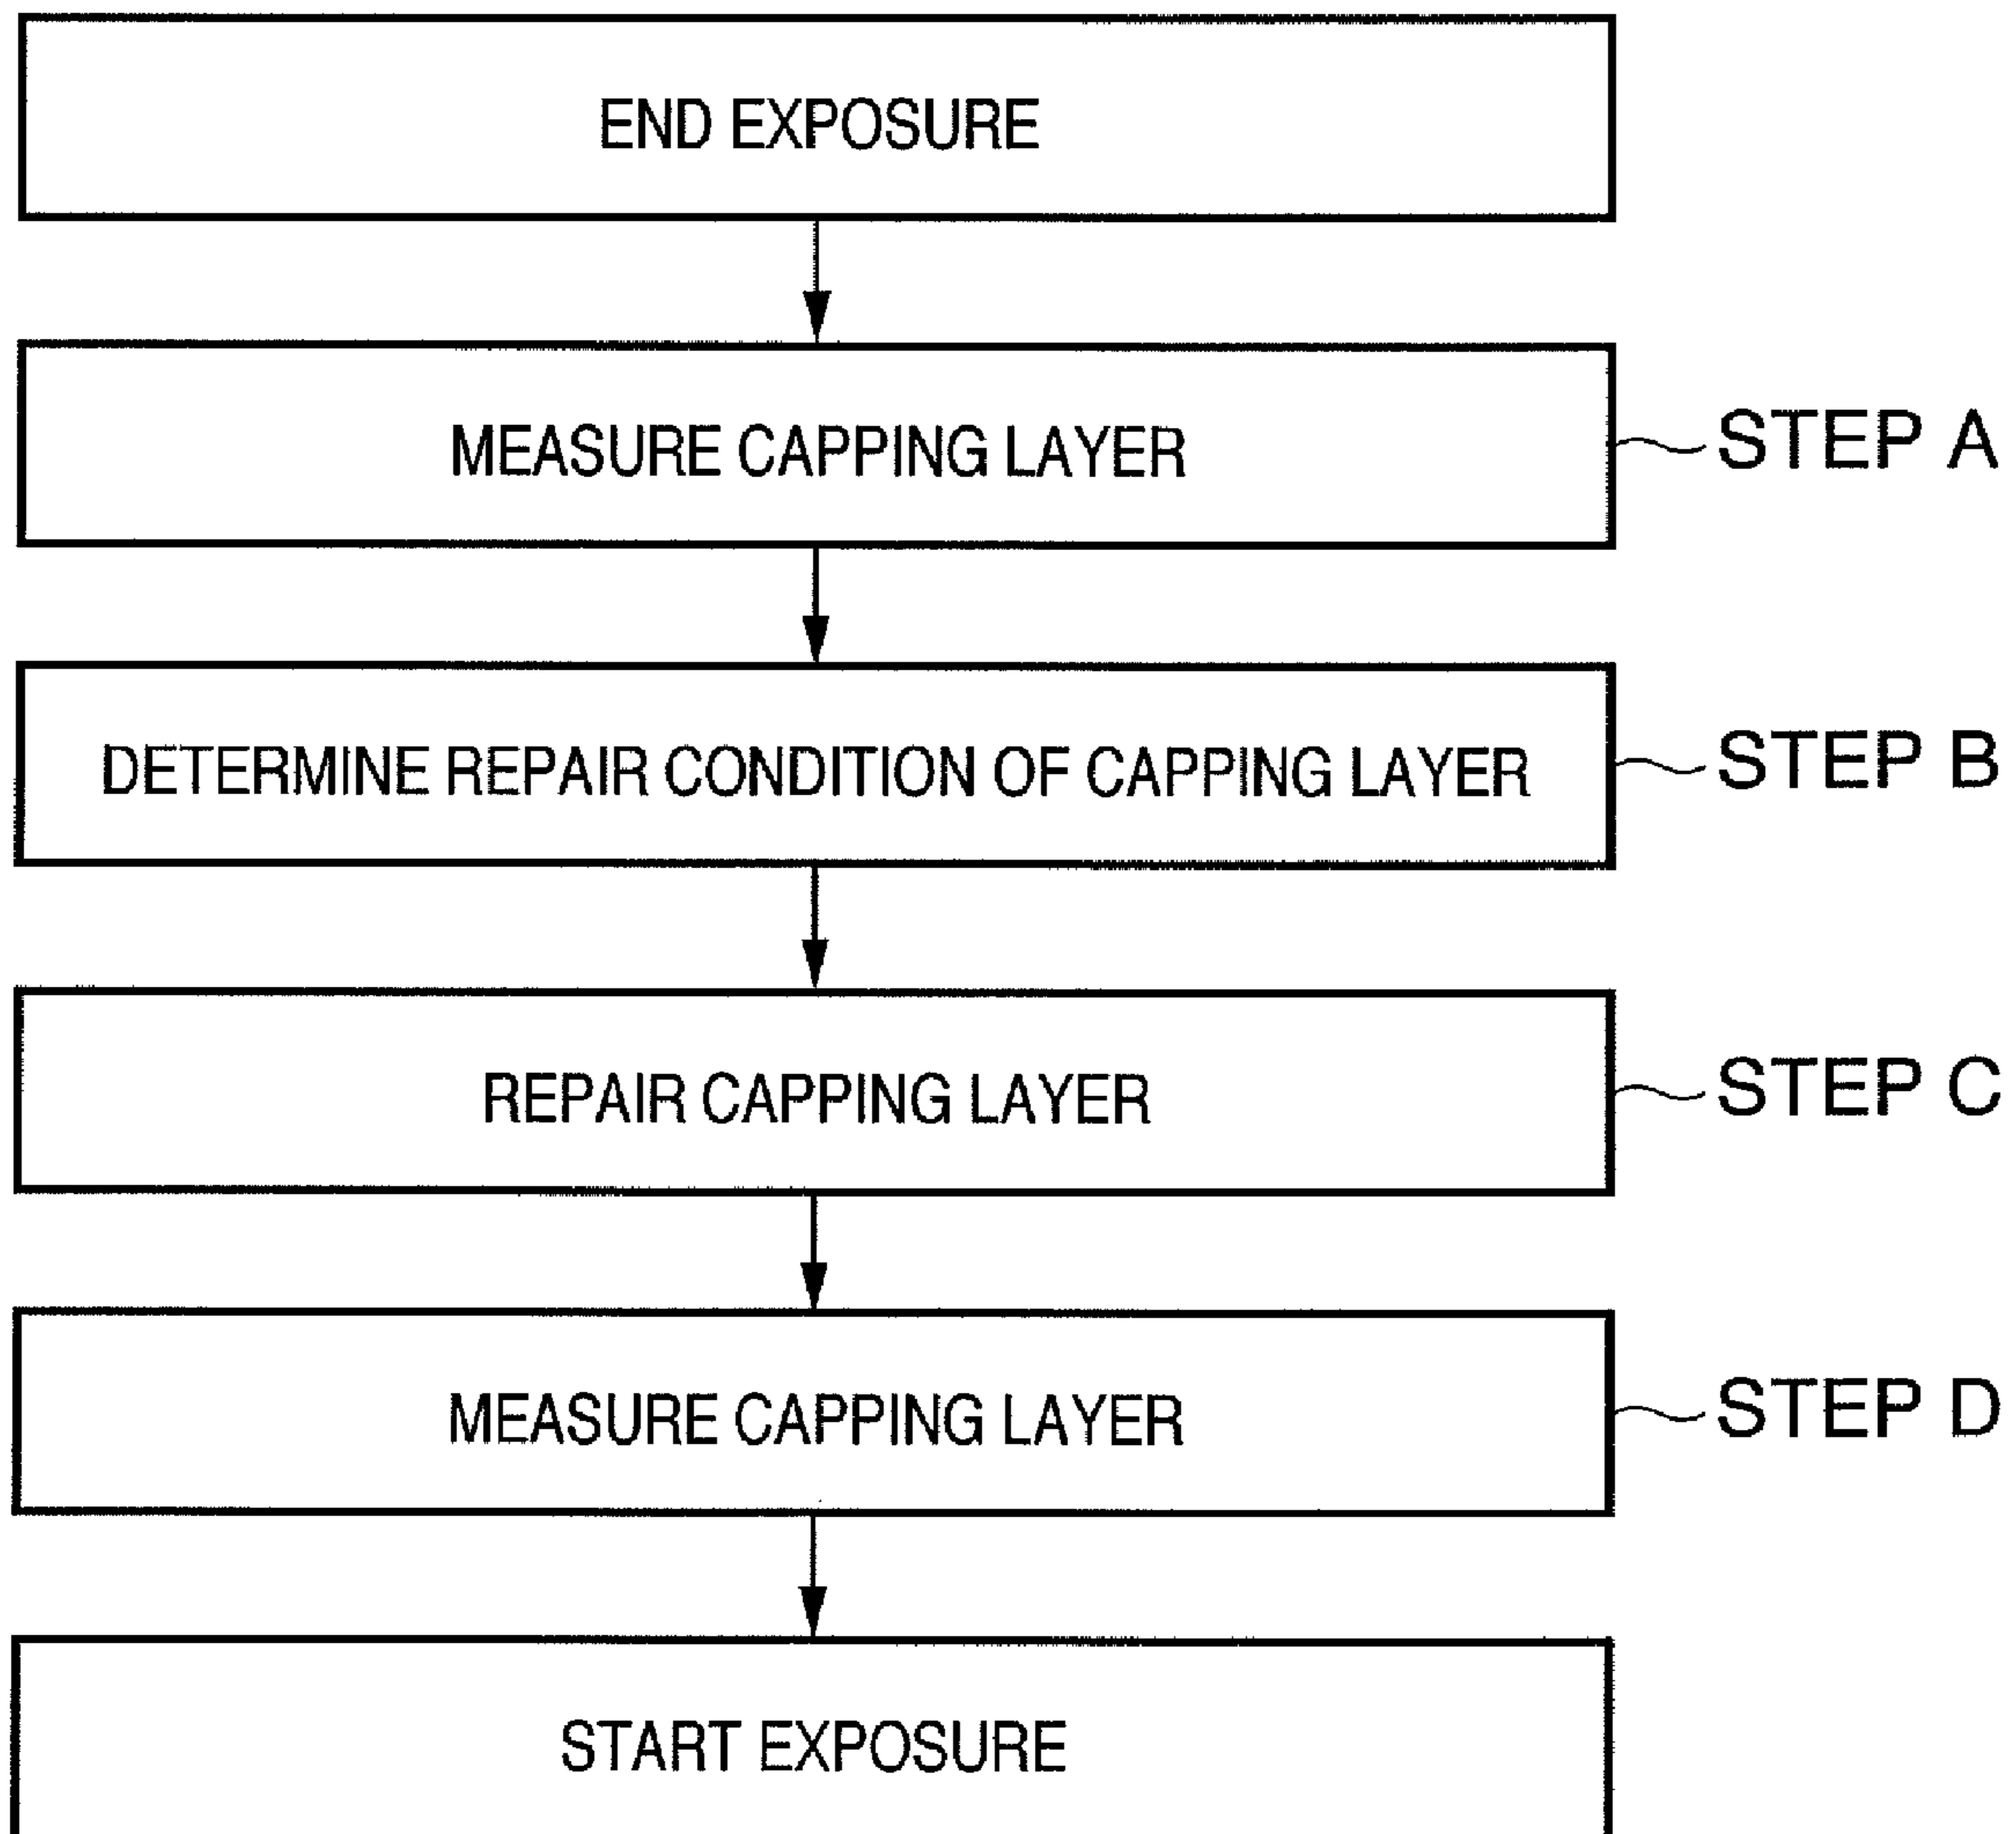 END EXPOSURE
MEASURE CAPPING LAYER
STEP A
DETERMINE REPAIR CONDITION OF CAPPING LAYER
STEP B
REPAIR CAPPING LAYER
STEP C
MEASURE CAPPING LAYER
STEP D
START EXPOSURE